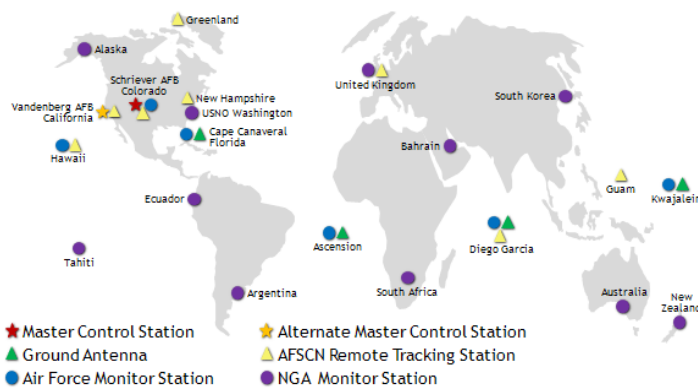 Greenland
Alaska
Schriever AFB
Colorado
Vandenberg AFB
California
New Hampshire
USNO Washington
Cape Canaveral
Florida
Hawaii
United Kingdom
South Korea
Bahrain
Guam
Kwajalein
Ecuador
Ascension
Diego Garcia
Tahiti
Argentina
South Africa
Australia
New
Zealand
Master Control Station
Alternate Master Control Station
Ground Antenna
AFSCN Remote Tracking Station
Air Force Monitor Station
NGA Monitor Station